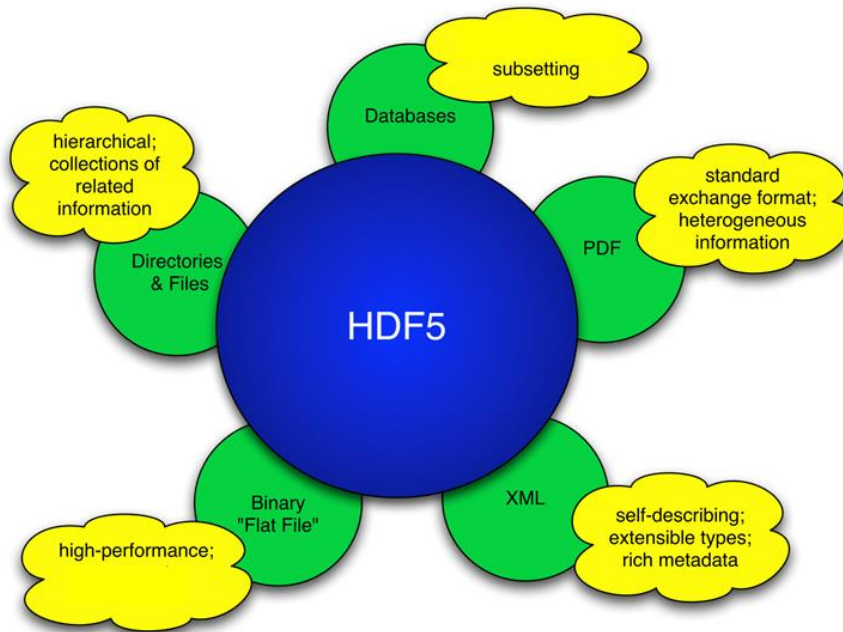 subsetting
Databases
hierarchical;
collections of
related
information
standard
exchange format;
heterogeneous
information
PDF
Directories
& Files
HDF5
XML
Binary
"Flat File"
self-describing;
extensible types;
rich metadata
high-performance;